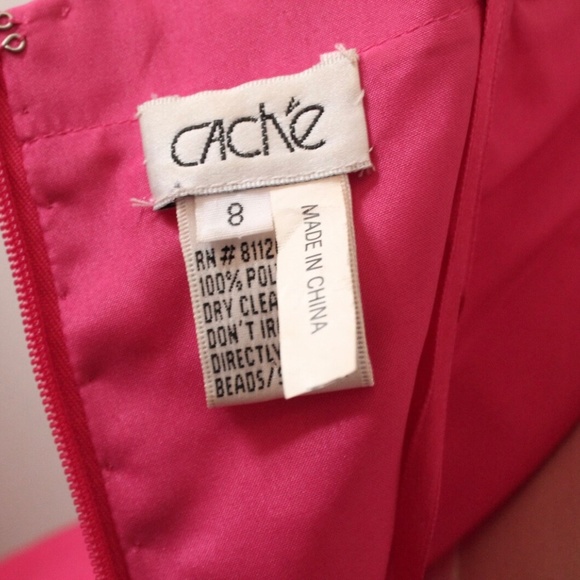 caché
8
MADE IN CHINA
RN # 8112
100% POL
DRY CLEA
DON'T IR
DIRECTLY
BEADS/S